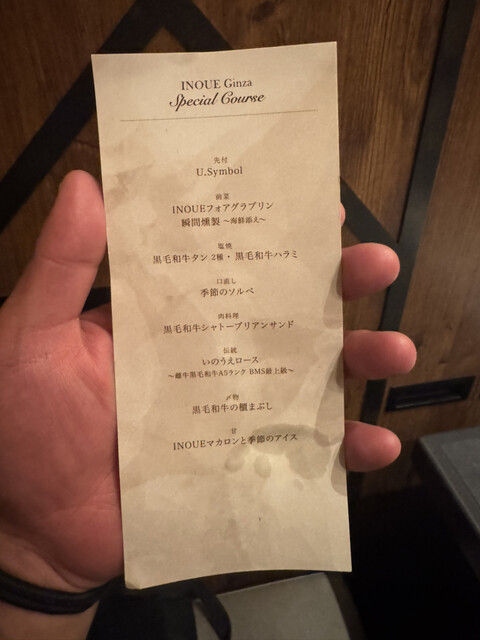 INOUE Ginza
Special Course
先付
U.Symbol
前菜
INOUEフォアグラブリン
瞬間燻製 〜海鮮添え〜
塩焼
黒毛和牛タン 2種・黒毛和牛ハラミ
口直し
季節のソルベ
肉料理
黒毛和牛シャトーブリアンサンド
伝統
いのうえロース
〜雌牛黒毛和牛A5ランク BMS最上級〜
〆物
黒毛和牛の櫃まぶし
甘
INOUEマカロンと季節のアイス